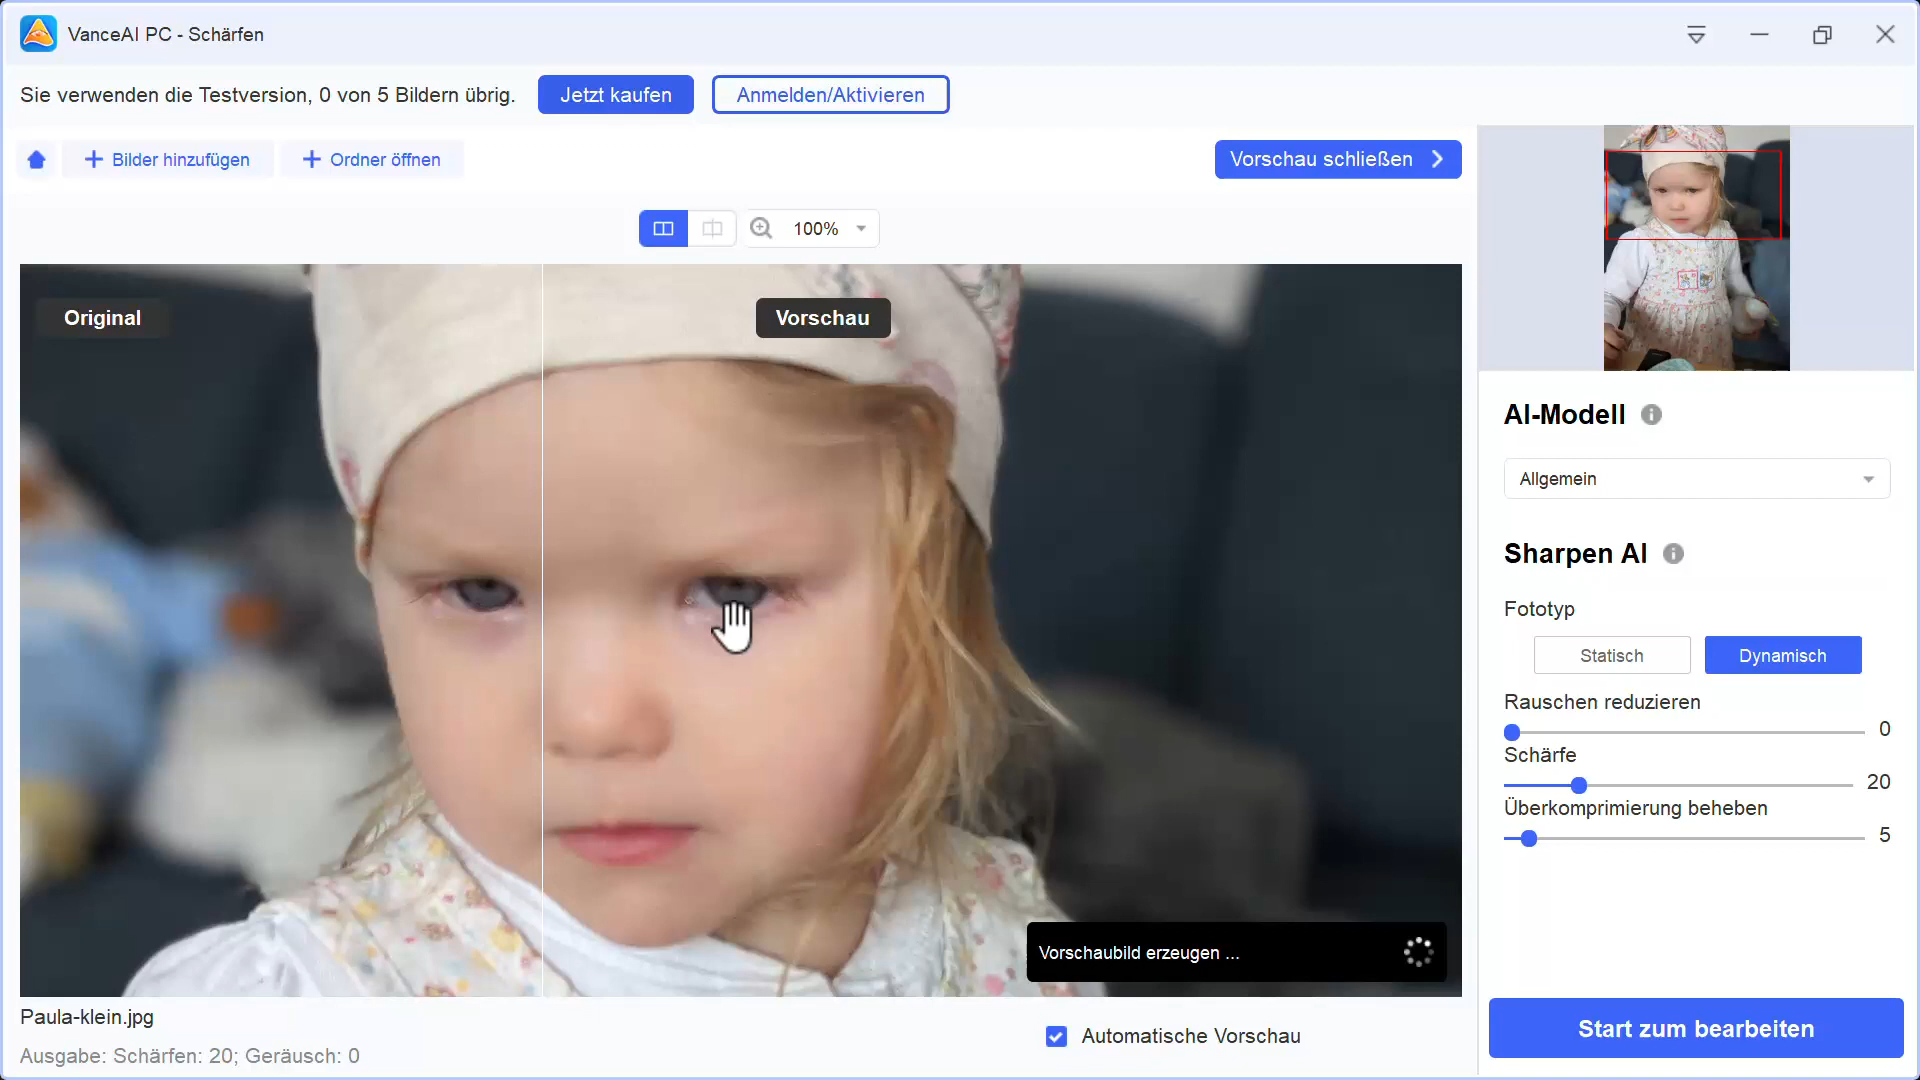 VanceAI PC - Schärfen
Sie verwenden die Testversion, 0 von 5 Bildern übrig.
Jetzt kaufen
Anmelden/Aktivieren
Bilder hinzufügen
Ordner öffnen
Vorschau schließen
100%
Original
Vorschau
AI-Modell
Allgemein
Sharpen AI
Fototyp
Statisch
Dynamisch
Rauschen reduzieren
0
Schärfe
20
Überkomprimierung beheben
5
Vorschaubild erzeugen ...
Paula-klein.jpg
Automatische Vorschau
Ausgabe: Schärfen: 20; Geräusch: 0
Start zum bearbeiten